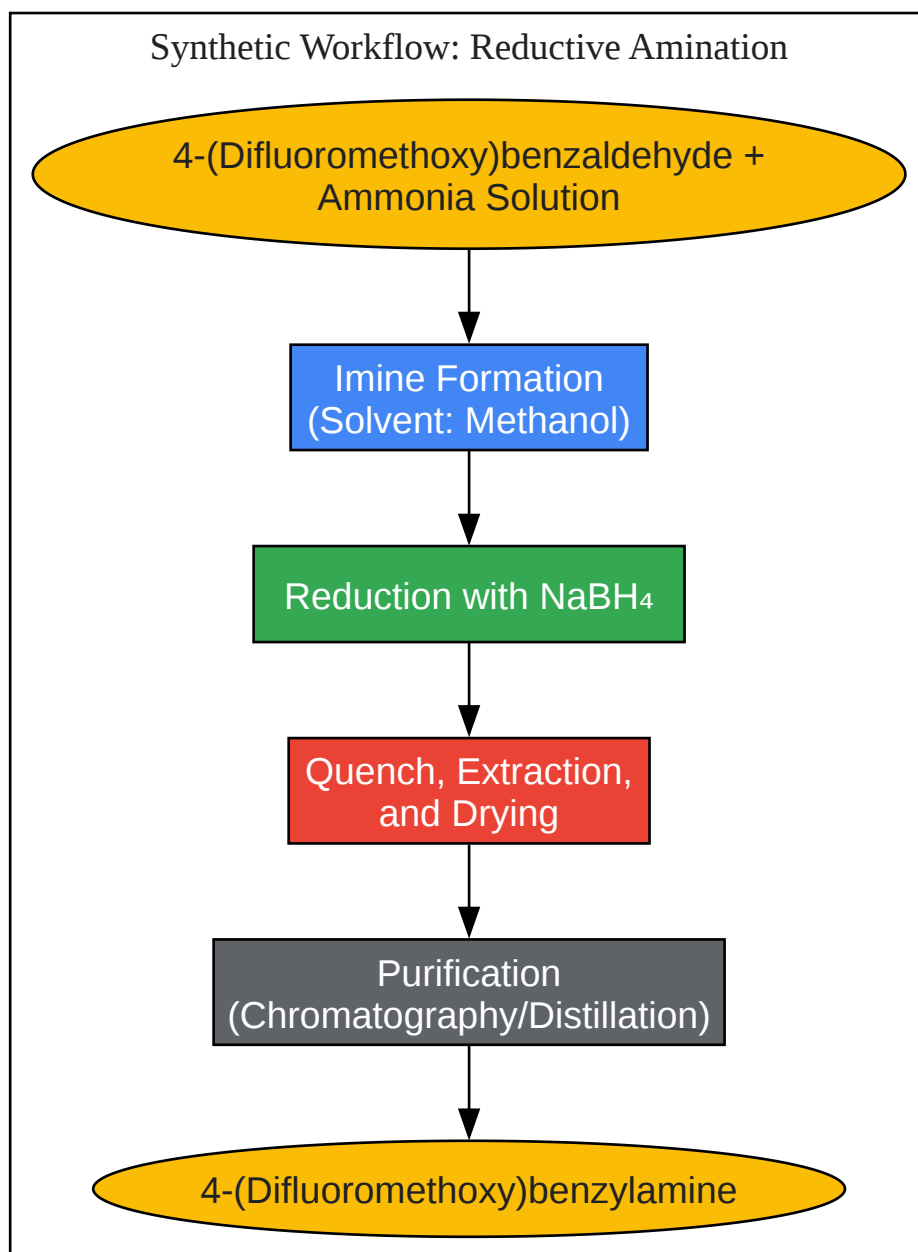 Synthetic Workflow: Reductive Amination
4-(Difluoromethoxy)benzaldehyde +
Ammonia Solution
Imine Formation
(Solvent: Methanol)
Reduction with NaBH₄
Quench, Extraction,
and Drying
Purification
(Chromatography/Distillation)
4-(Difluoromethoxy)benzylamine